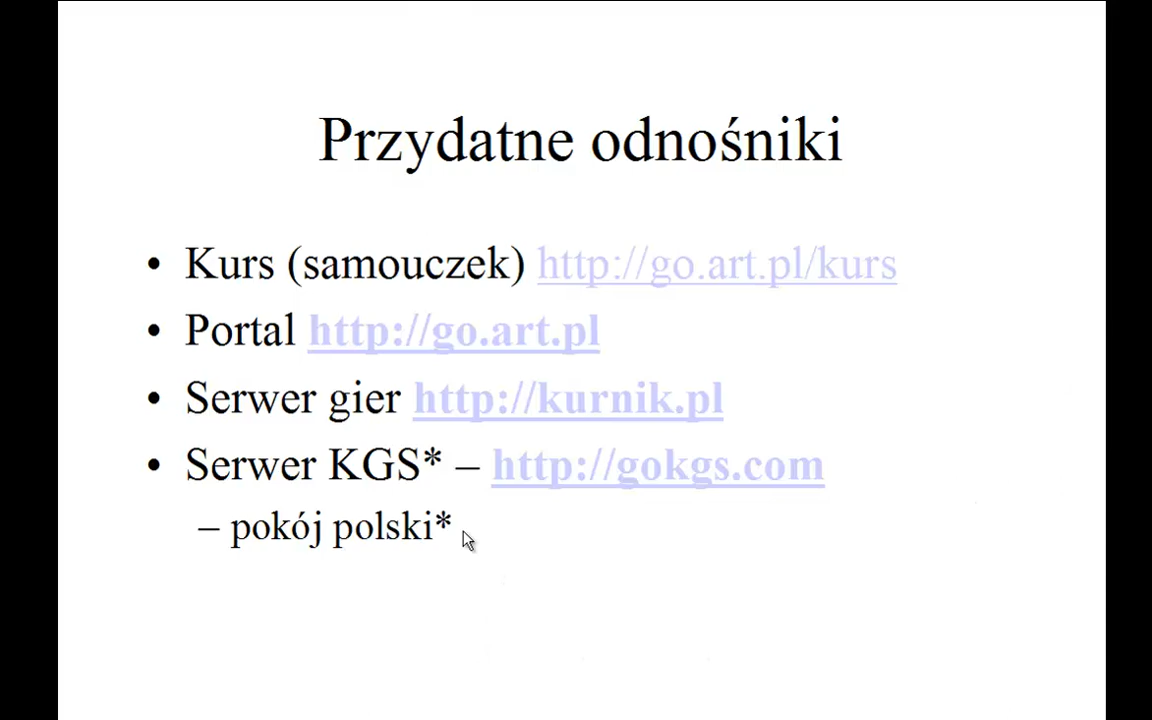 Przydatne odnośniki
• Kurs (samouczek) http://go.art.pl/kurs
• Portal http://go.art.pl
• Serwer gier http://kurnik.pl
• Serwer KGS* – http://gokgs.com
– pokój polski*